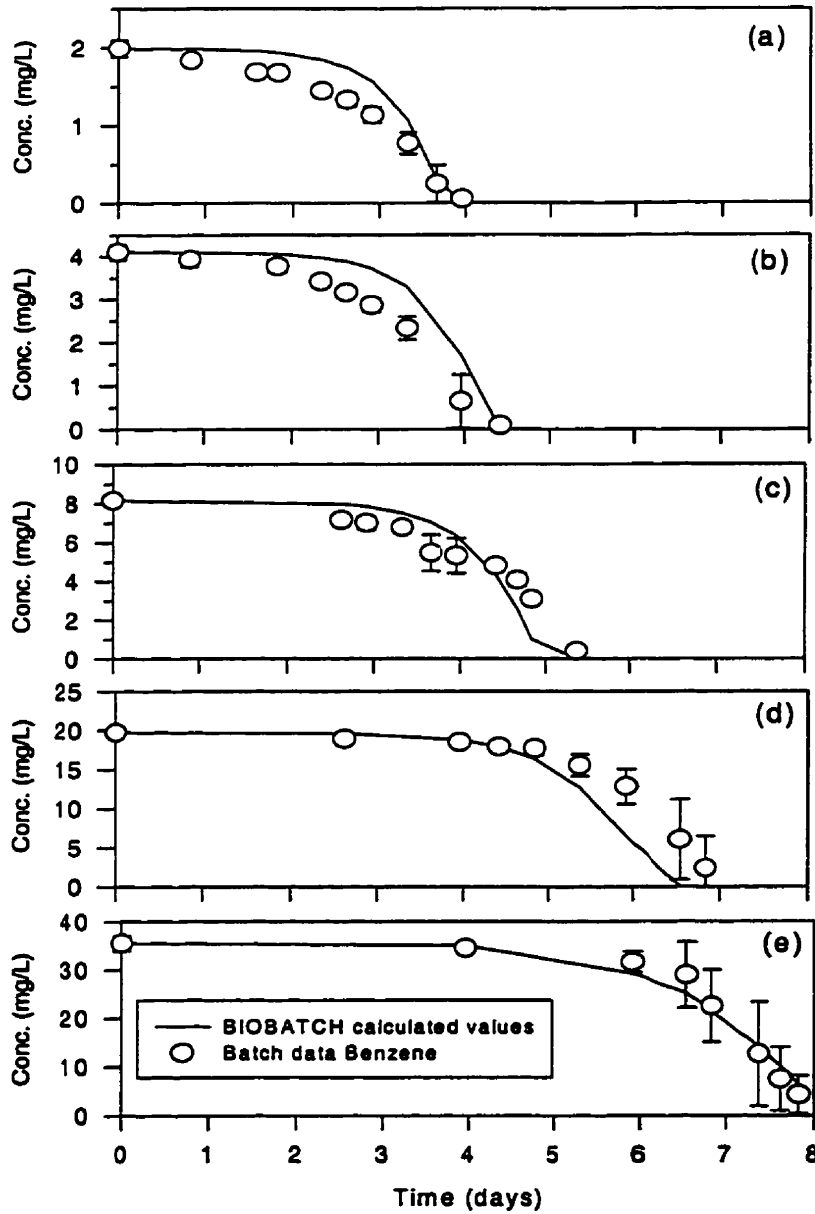 (a)
Conc. (mg/L)
2
1
0
(b)
Conc. (mg/L)
4
3
2
1
0
(c)
Conc. (mg/L)
10
8
6
4
2
0
(d)
Conc. (mg/L)
25
20
15
10
5
0
(e)
Conc. (mg/L)
40
30
20
10
0
BIOBATCH calculated values
Batch data Benzene
0 1 2 3 4 5 6 7 8
Time (days)